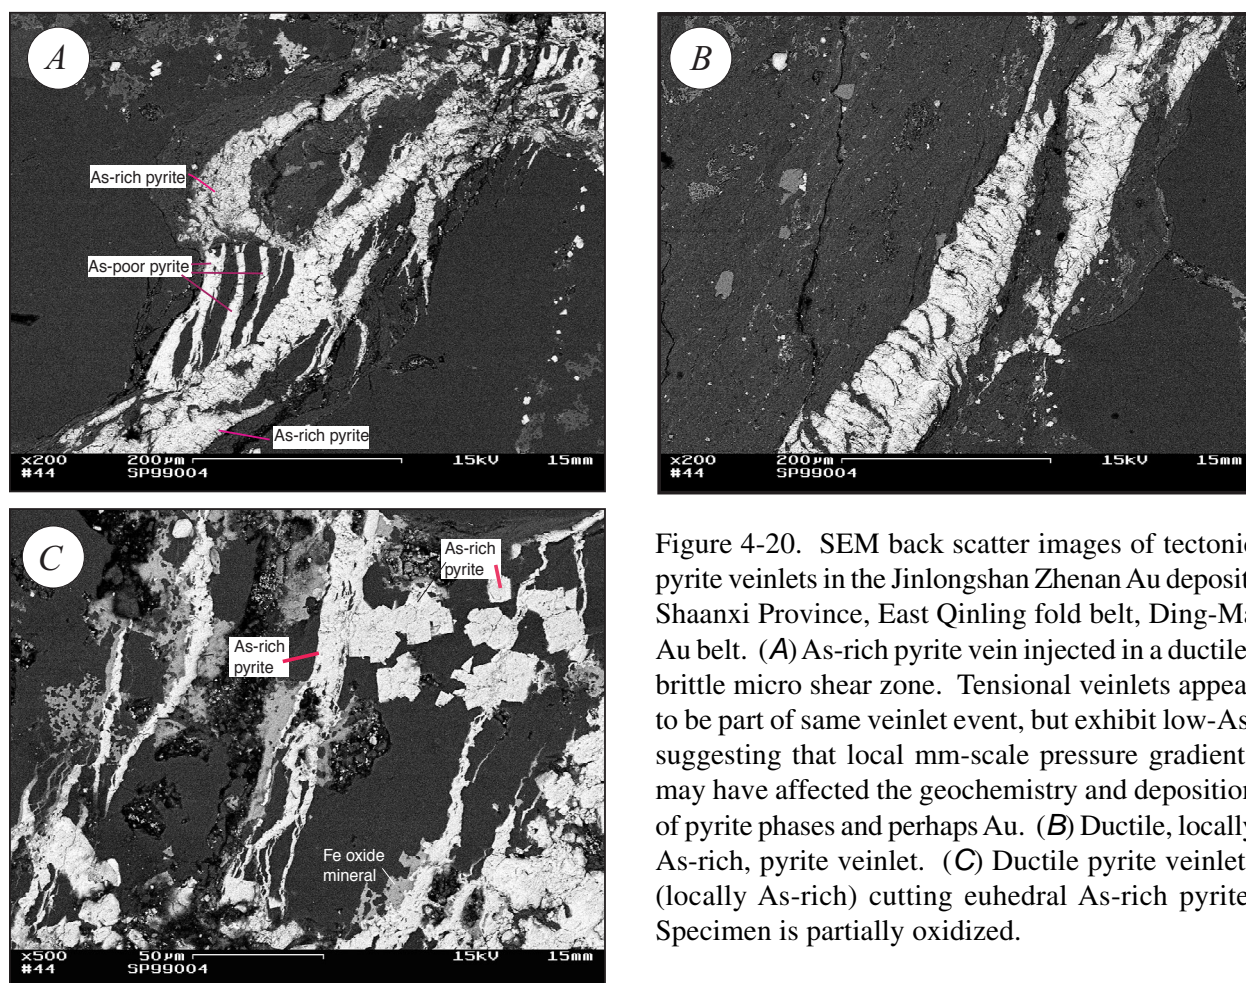 A
As-rich pyrite
As-poor pyrite
As-rich pyrite
x200 200µm 15kV 15mm
#44 SP99004
B
x200 200µm 15kV 15mm
#44 SP99004
C
As-rich
pyrite
As-rich
pyrite
Fe oxide
mineral
x500 50µm 15kV 15mm
#44 SP99004
Figure 4-20. SEM back scatter images of tectonic
pyrite veinlets in the Jinlongshan Zhenan Au deposit
Shaanxi Province, East Qinling fold belt, Ding-Ma
Au belt. (A) As-rich pyrite vein injected in a ductile
brittle micro shear zone. Tensional veinlets appea
to be part of same veinlet event, but exhibit low-As
suggesting that local mm-scale pressure gradient
may have affected the geochemistry and deposition
of pyrite phases and perhaps Au. (B) Ductile, locally
As-rich, pyrite veinlet. (C) Ductile pyrite veinlet
(locally As-rich) cutting euhedral As-rich pyrite
Specimen is partially oxidized.